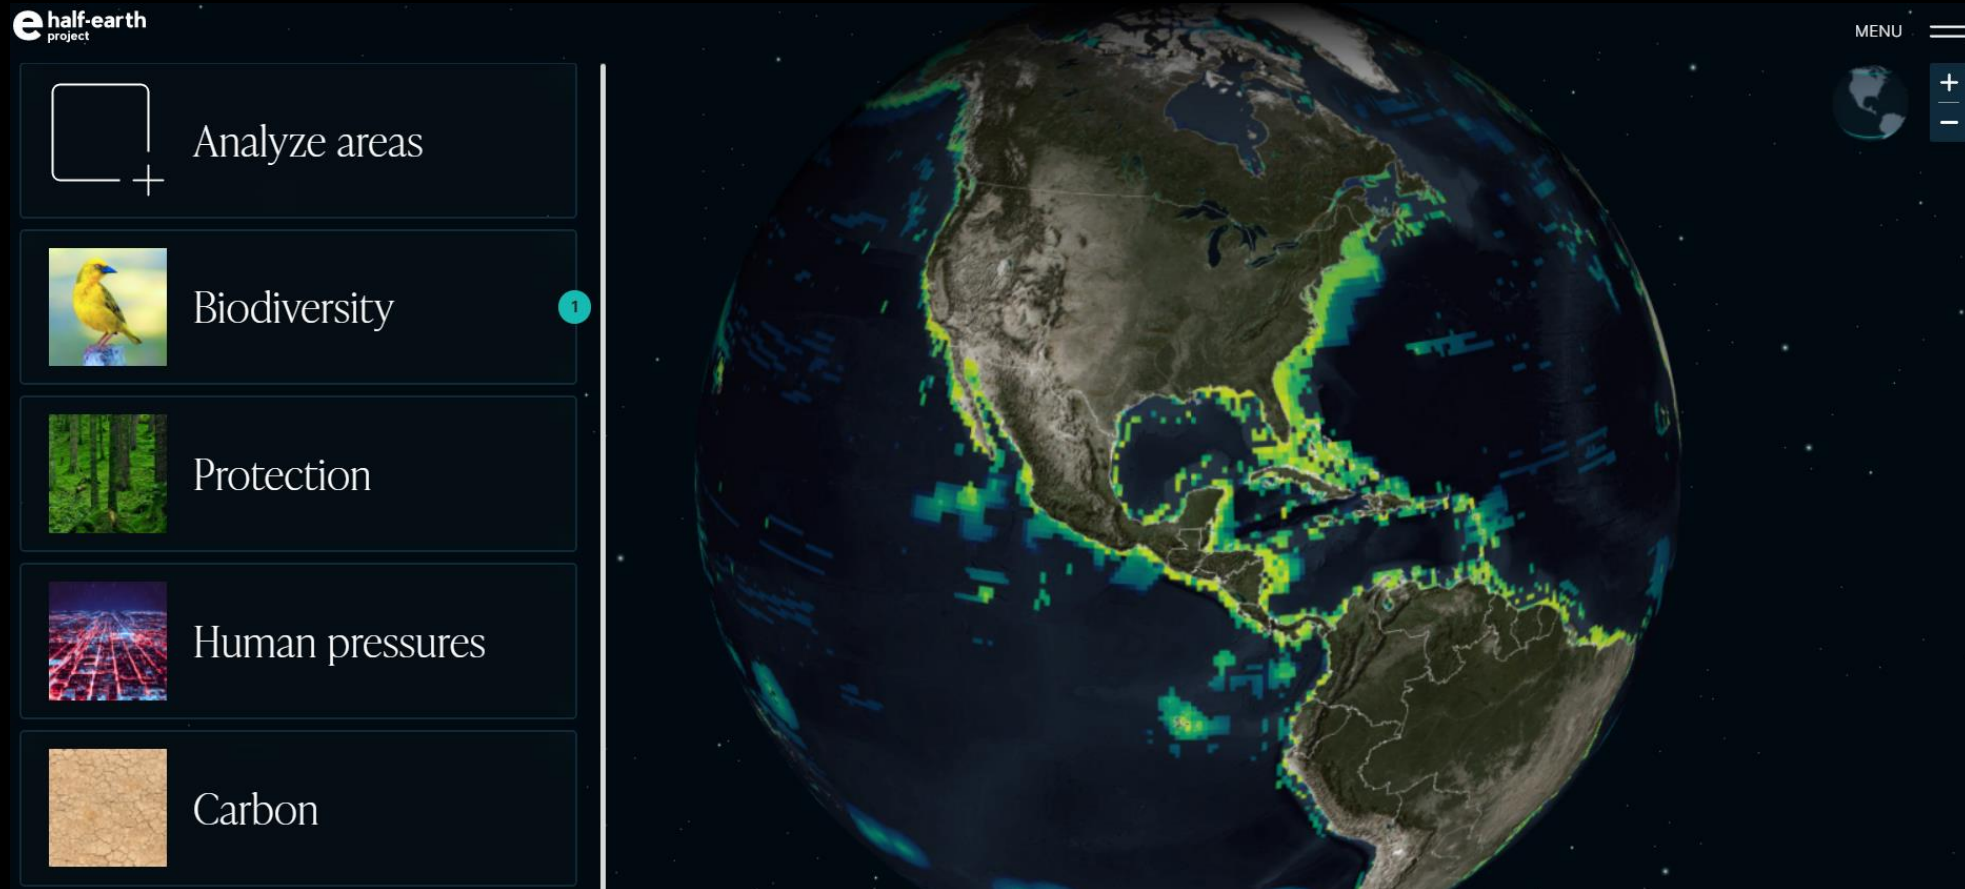 half-earth
project
MENU
Analyze areas
Biodiversity
1
Protection
Human pressures
Carbon